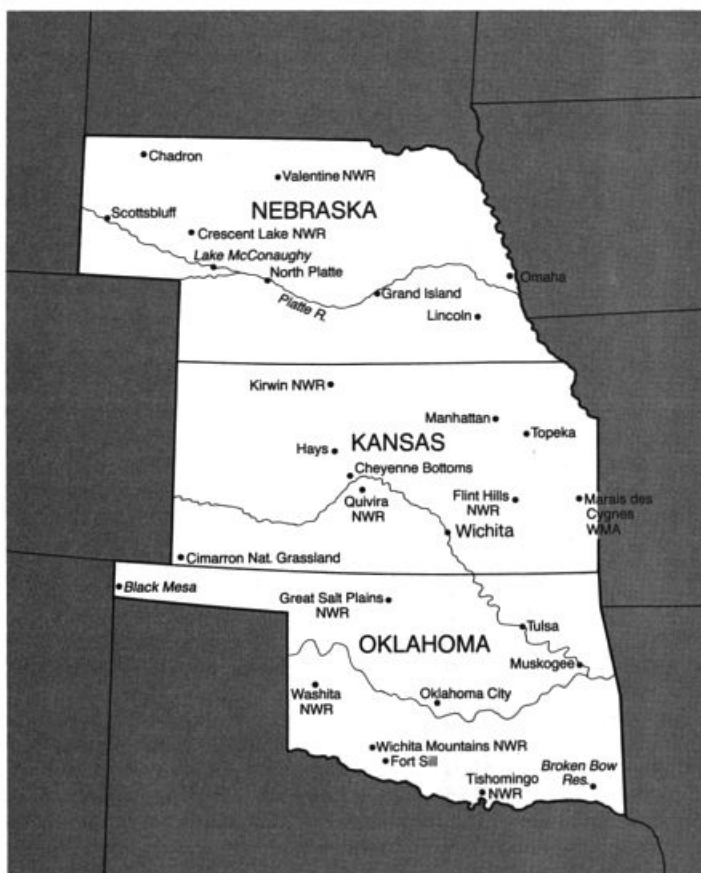 Chadron
Valentine NWR
NEBRASKA
Scottsbluff
Crescent Lake NWR
Lake McConaughy
North Platte
Omaha
Platte R.
Grand Island
Lincoln
Kirwin NWR
Manhattan
Topeka
KANSAS
Hays
Cheyenne Bottoms
Quivira
NWR
Flint Hills
NWR
Marais des
Cygnes
WMA
Wichita
Cimarron Nat. Grassland
Black Mesa
Great Salt Plains
NWR
Tulsa
OKLAHOMA
Muskogee
Washita
NWR
Oklahoma City
Wichita Mountains NWR
Fort Sill
Broken Bow
Res.
Tishomingo
NWR